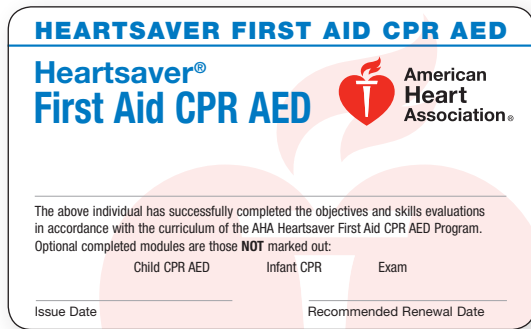 HEARTSAVER FIRST AID CPR AED
Heartsaver®
First Aid CPR AED
American
Heart
Association®
The above individual has successfully completed the objectives and skills evaluations
in accordance with the curriculum of the AHA Heartsaver First Aid CPR AED Program.
Optional completed modules are those NOT marked out:
Child CPR AED Infant CPR Exam
Issue Date Recommended Renewal Date